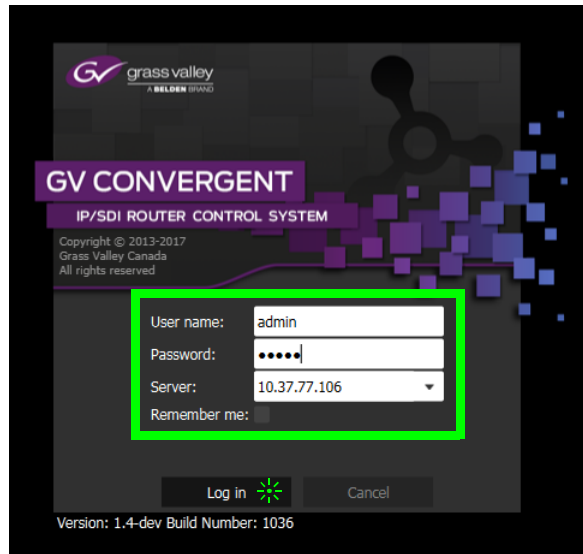 GV grass valley
A BELDEN BRAND
GV CONVERGENT
IP/SDI ROUTER CONTROL SYSTEM
Copyright © 2013-2017
Grass Valley Canada
All rights reserved
User name: admin
Password: •••••
Server: 10.37.77.106
Remember me:
Log in Cancel
Version: 1.4-dev Build Number: 1036